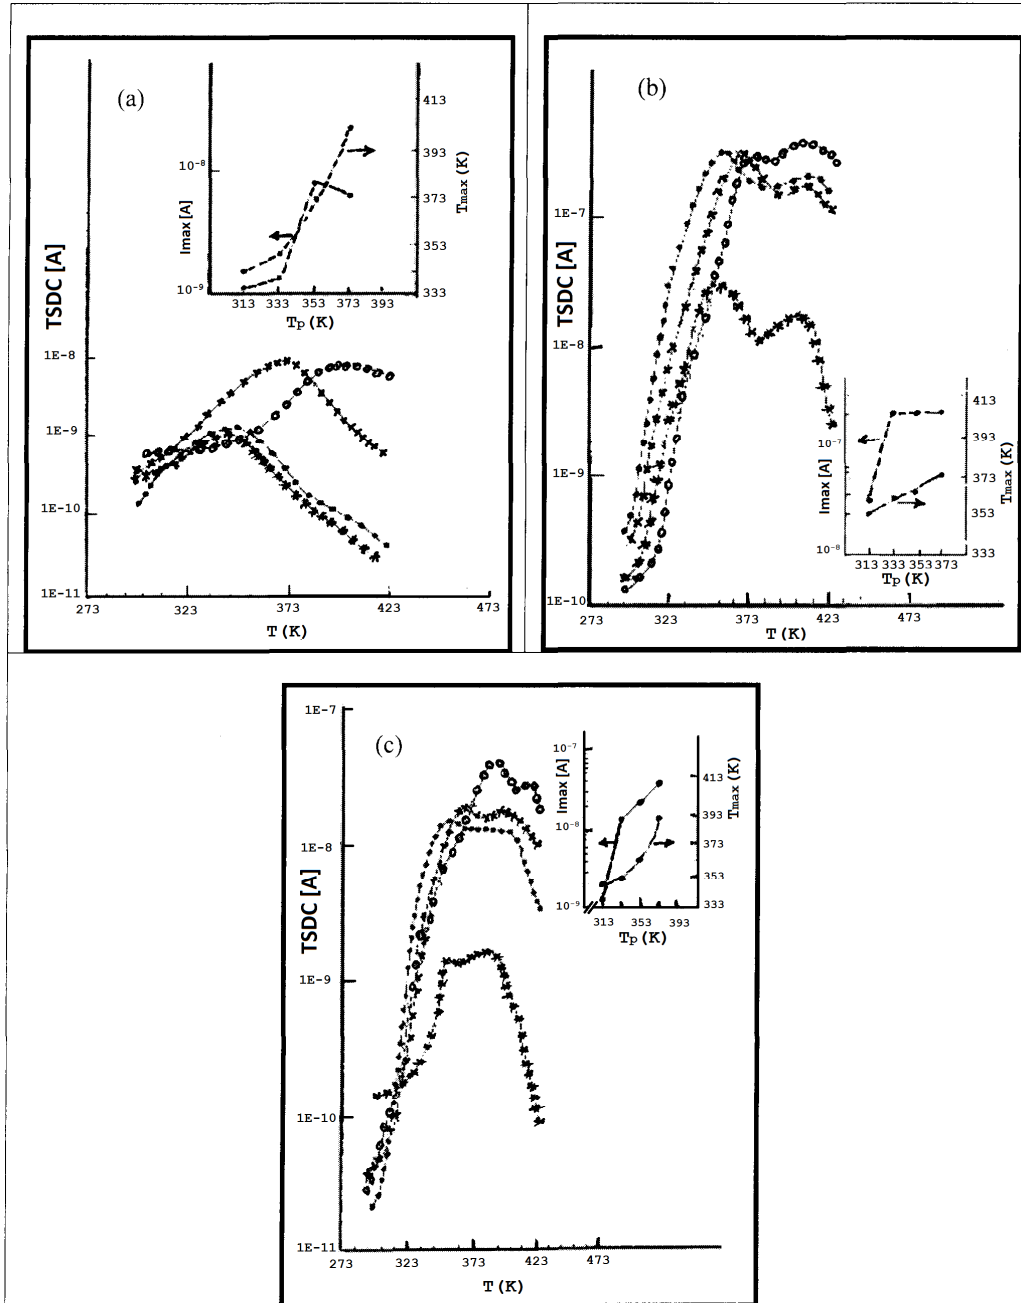 (a)
413
10^-8
393
373
353
10^-9
333
Imax [A]
Tmax (K)
313 333 353 373 393
Tp (K)
TSDC [A]
1E-8
1E-9
1E-10
1E-11
273 323 373 423 473
T (K)
(b)
1E-7
1E-8
1E-9
1E-10
TSDC [A]
413
10^-7
393
373
353
10^-8
333
Imax [A]
Tmax (K)
313 333 353 373
Tp (K)
273 323 373 423 473
T (K)
(c)
1E-7
1E-8
1E-9
1E-10
1E-11
TSDC [A]
10^-7
413
393
10^-8
373
353
10^-9
333
Imax [A]
Tmax (K)
313 353 393
Tp (K)
273 323 373 423 473
T (K)